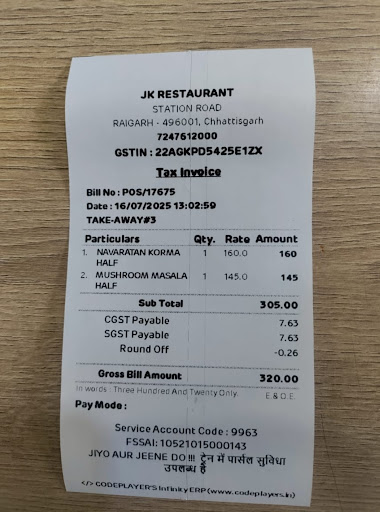 JK RESTAURANT
STATION ROAD
RAIGARH - 496001, Chhattisgarh
7247612000
GSTIN : 22AGKPD5425E1ZX
Tax Invoice
Bill No : POS/17675
Date : 16/07/2025 13:02:59
TAKE-AWAY#3
Particulars Qty. Rate Amount
1. NAVARATAN KORMA 1 160.0 160
HALF
2. MUSHROOM MASALA 1 145.0 145
HALF
Sub Total 305.00
CGST Payable 7.63
SGST Payable 7.63
Round Off -0.26
Gross Bill Amount 320.00
In words : Three Hundred And Twenty Only. E.& O.E.
Pay Mode :
Service Account Code : 9963
FSSAI: 10521015000143
JIYO AUR JEENE DO !!! ट्रेन में पार्सल सुविधा
उपलब्ध है
</> CODEPLAYERS Infinity ERP (www.codeplayers.in)